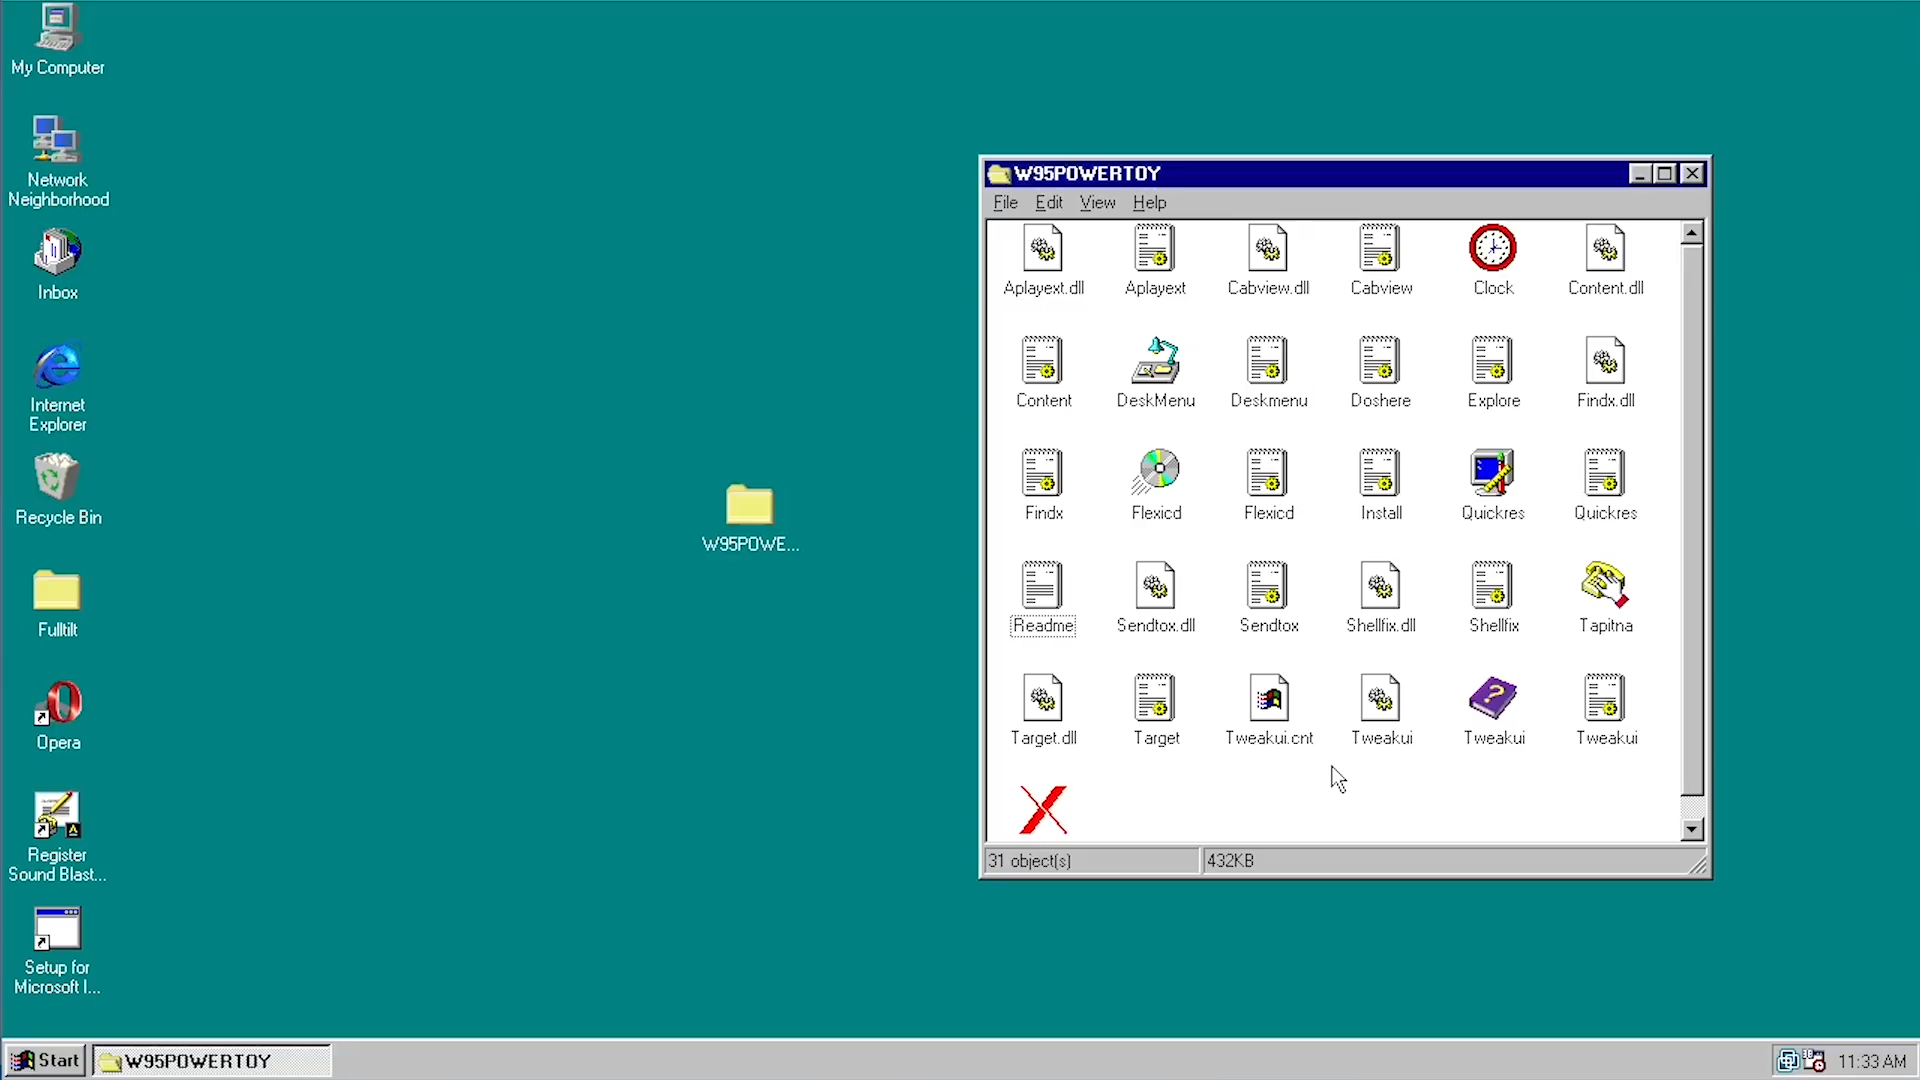 My Computer
Network
Neighborhood
Inbox
Internet
Explorer
Recycle Bin
Fulltilt
Opera
Register
Sound Blast...
Setup for
Microsoft I...
W95POWE...
W95POWERTOY
File Edit View Help
Aplayext.dll Aplayext Cabview.dll Cabview Clock Content.dll
Content DeskMenu Deskmenu Doshere Explore Findx.dll
Findx Flexicd Flexicd Install Quickres Quickres
Readme Sendtox.dll Sendtox Shellfix.dll Shellfix Tapitna
Target.dll Target Tweakui.cnt Tweakui Tweakui Tweakui
31 object(s) 432KB
Start W95POWERTOY 11:33 AM